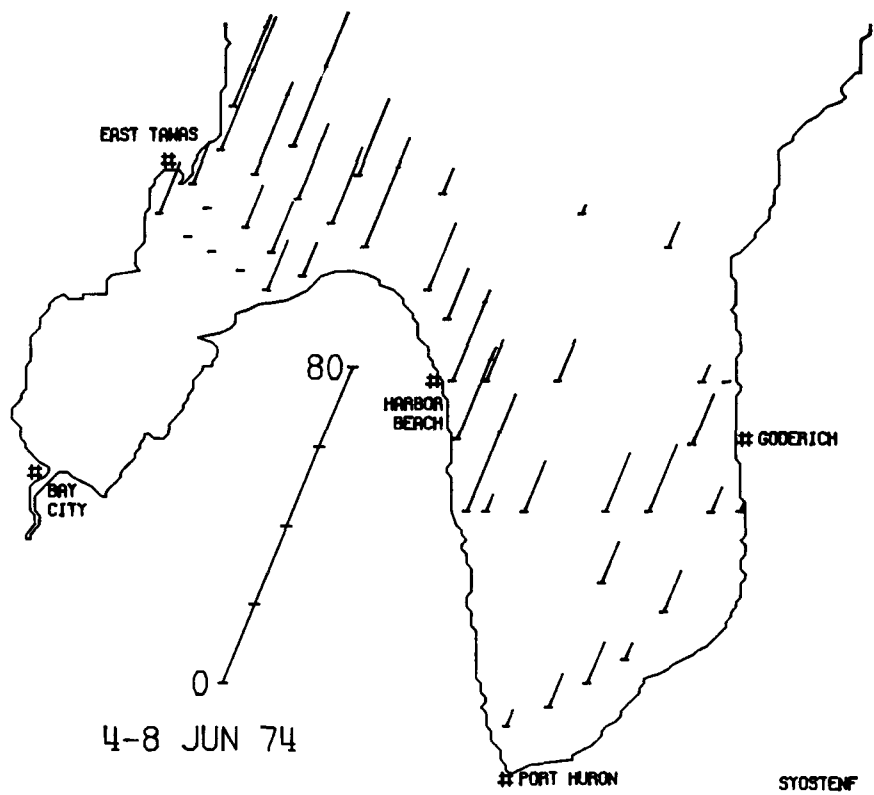 EAST TAWAS
80
HARBOR
BEACH
GODERICH
BAY
CITY
0
4-8 JUN 74
PORT HURON
SYOSTENF